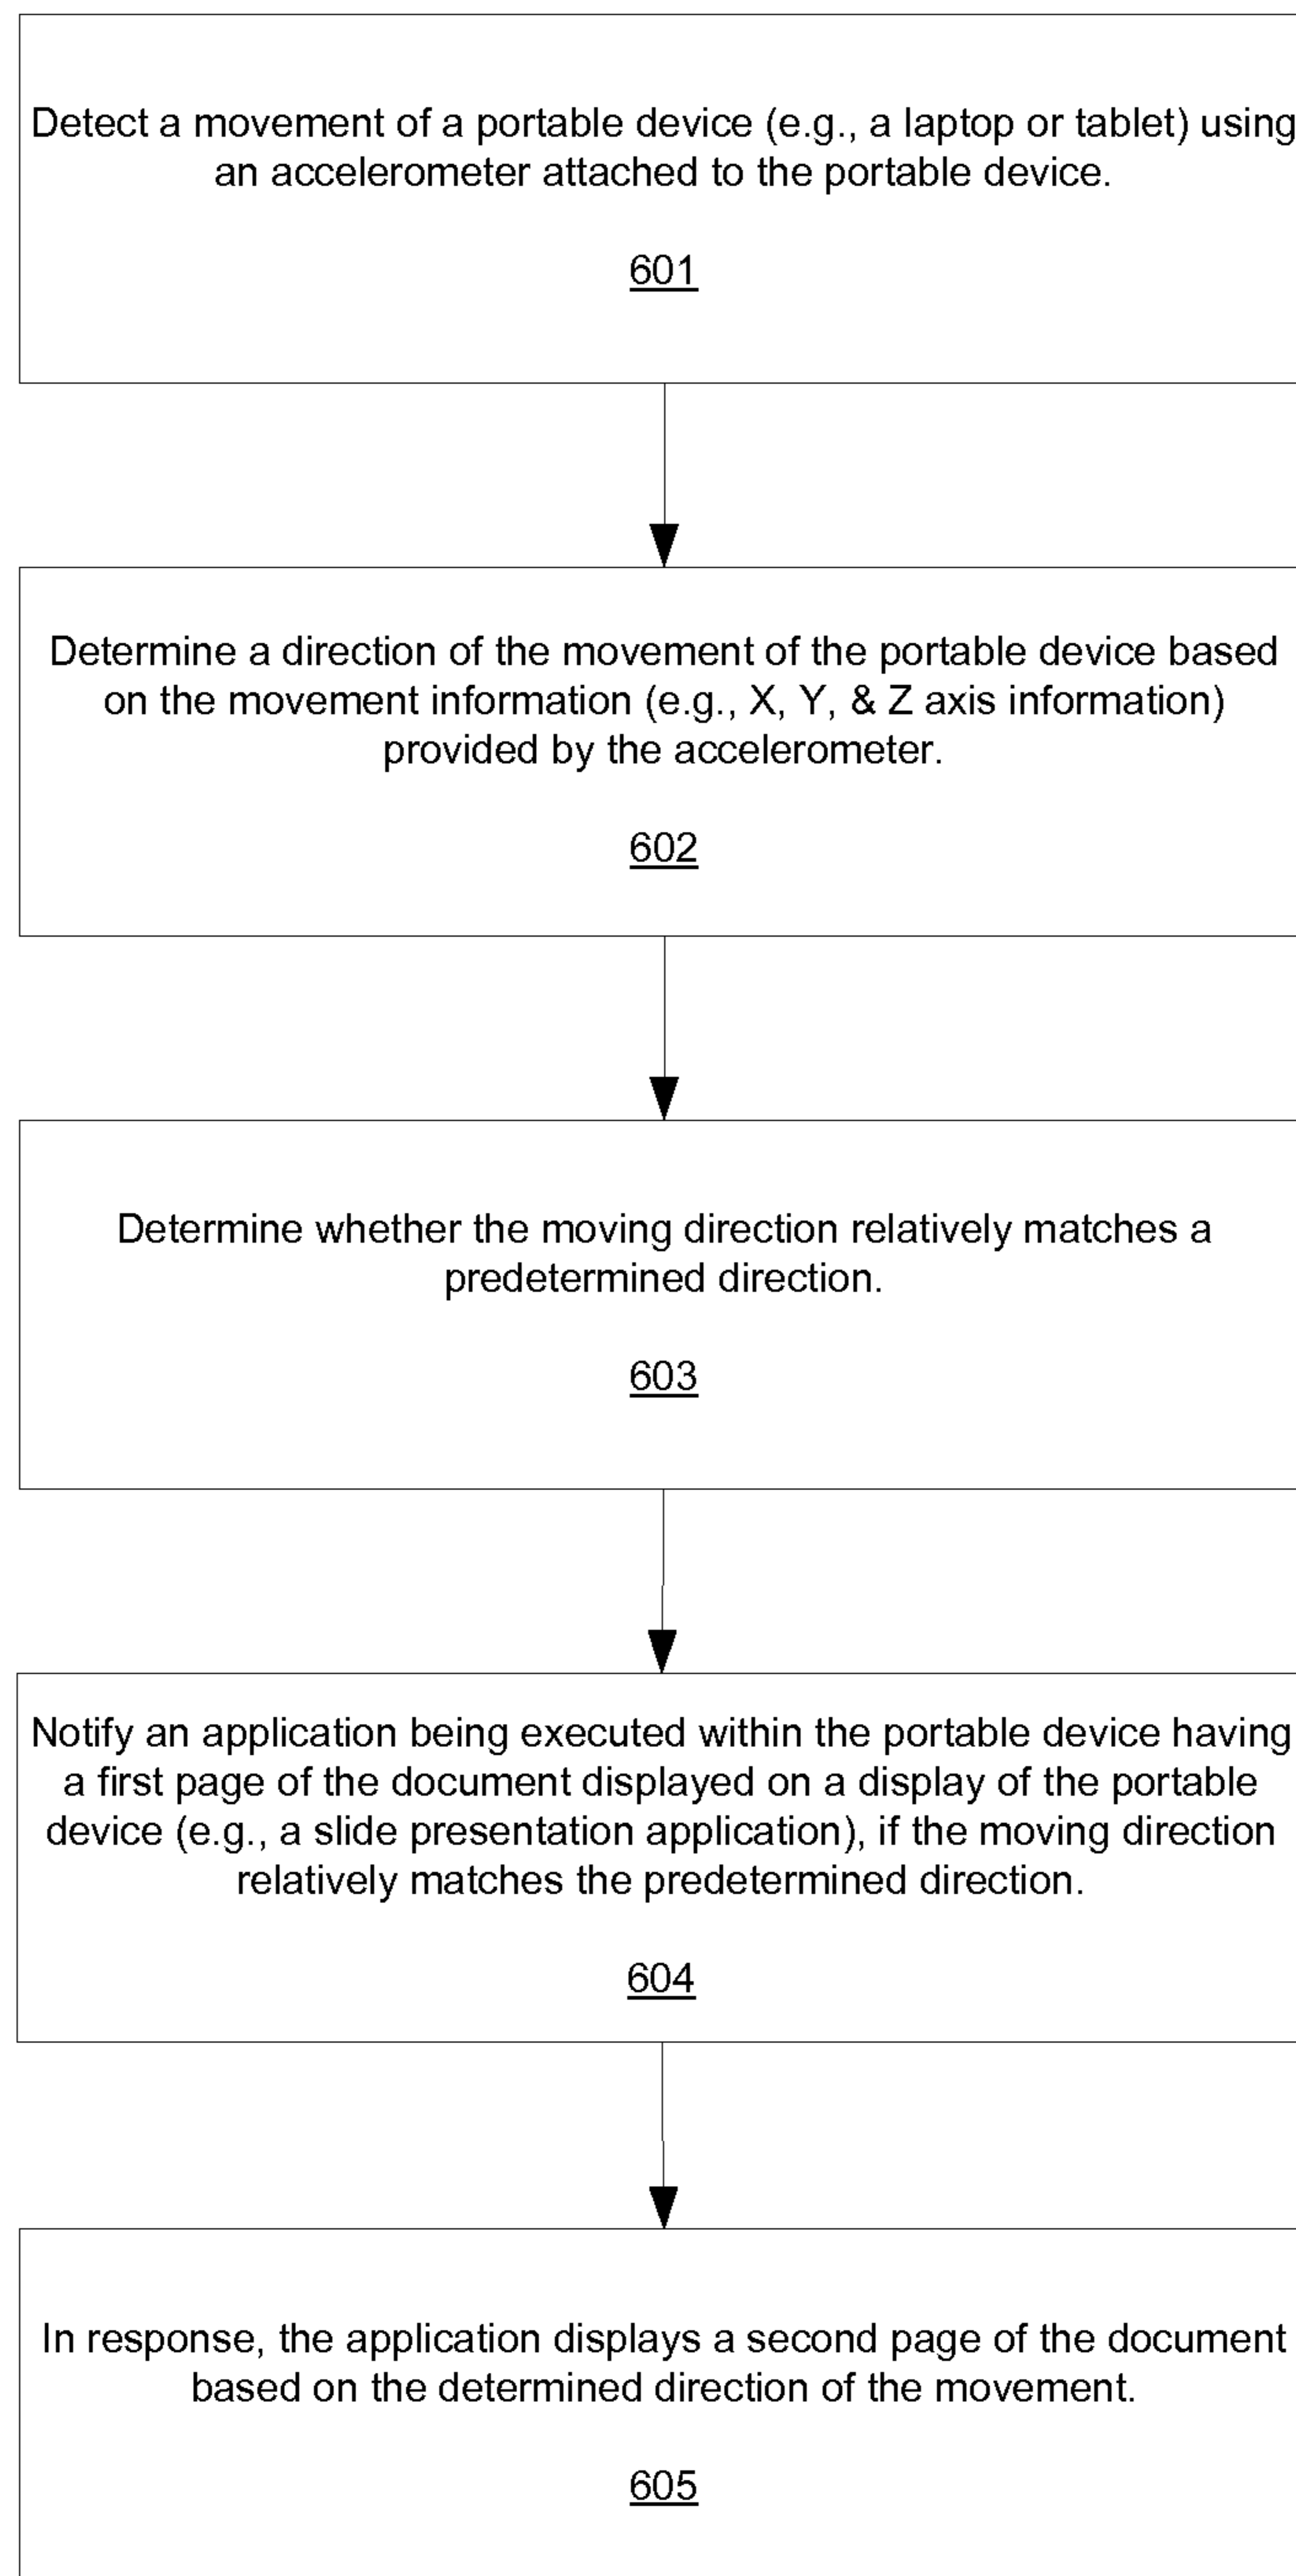 Detect a movement of a portable device (e.g., a laptop or tablet) using
an accelerometer attached to the portable device.
601
Determine a direction of the movement of the portable device based
on the movement information (e.g., X, Y, & Z axis information)
provided by the accelerometer.
602
Determine whether the moving direction relatively matches a
predetermined direction.
603
Notify an application being executed within the portable device having
a first page of the document displayed on a display of the portable
device (e.g., a slide presentation application), if the moving direction
relatively matches the predetermined direction.
604
In response, the application displays a second page of the document
based on the determined direction of the movement.
605